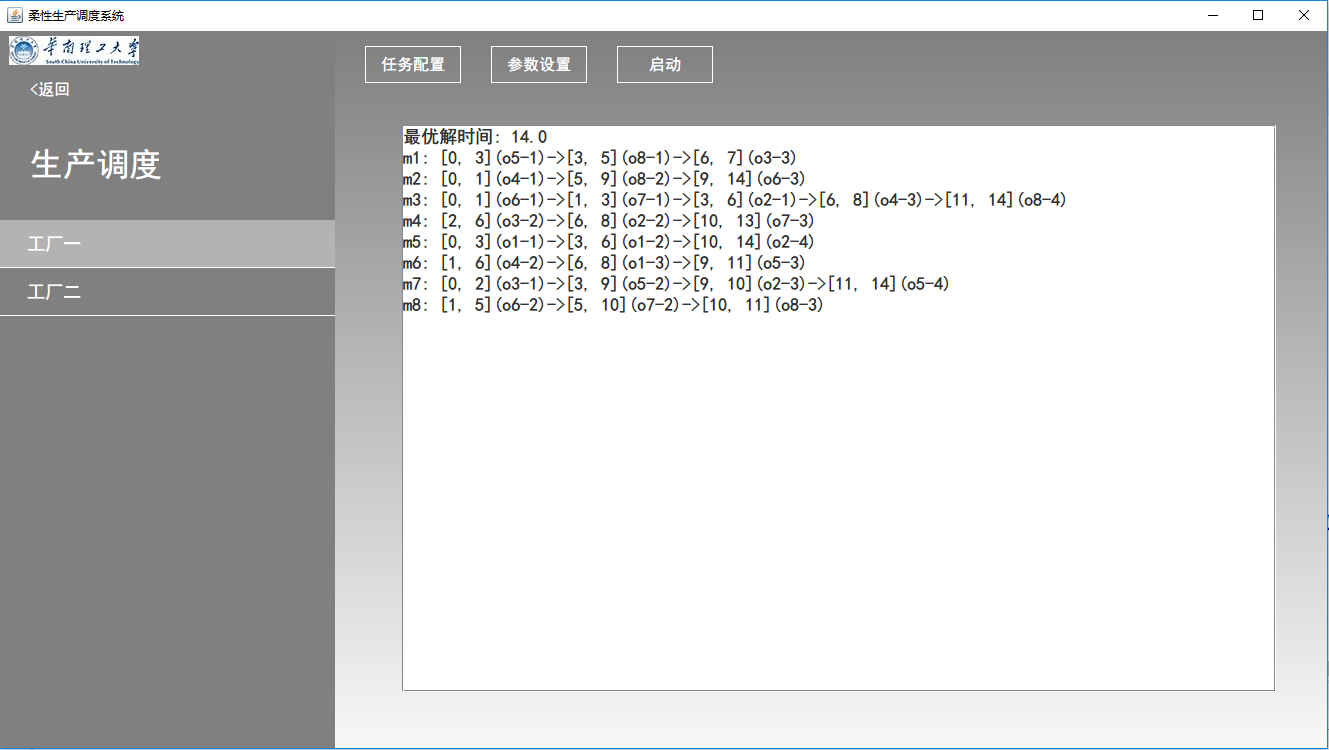 柔性生产调度系统
华南理工大学
South China University of Technology
<返回
生产调度
工厂一
工厂二
任务配置
参数设置
启动
最优解时间: 14.0
m1: [0, 3](o5-1)->[3, 5](o8-1)->[6, 7](o3-3)
m2: [0, 1](o4-1)->[5, 9](o8-2)->[9, 14](o6-3)
m3: [0, 1](o6-1)->[1, 3](o7-1)->[3, 6](o2-1)->[6, 8](o4-3)->[11, 14](o8-4)
m4: [2, 6](o3-2)->[6, 8](o2-2)->[10, 13](o7-3)
m5: [0, 3](o1-1)->[3, 6](o1-2)->[10, 14](o2-4)
m6: [1, 6](o4-2)->[6, 8](o1-3)->[9, 11](o5-3)
m7: [0, 2](o3-1)->[3, 9](o5-2)->[9, 10](o2-3)->[11, 14](o5-4)
m8: [1, 5](o6-2)->[5, 10](o7-2)->[10, 11](o8-3)